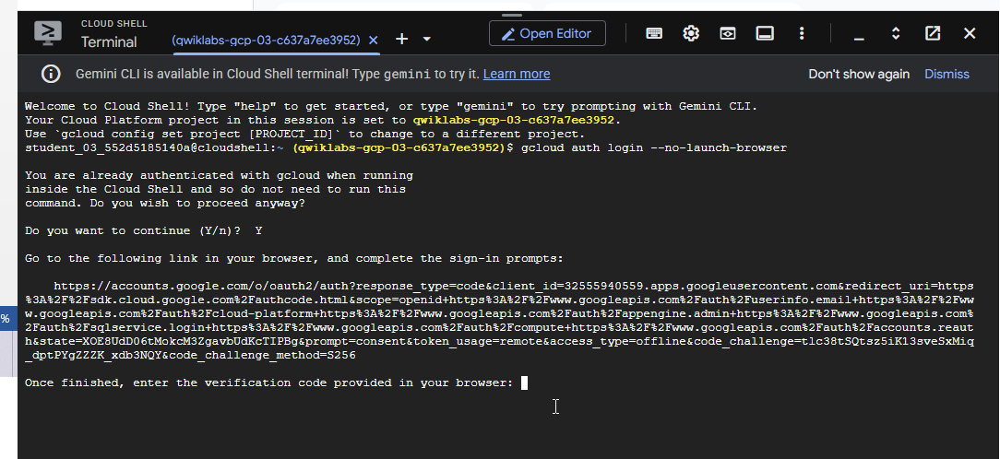 CLOUD SHELL
Terminal
(qwiklabs-gcp-03-c637a7ee3952)
Open Editor
Gemini CLI is available in Cloud Shell terminal! Type gemini to try it. Learn more
Don't show again
Dismiss
Welcome to Cloud Shell! Type "help" to get started, or type "gemini" to try prompting with Gemini CLI.
Your Cloud Platform project in this session is set to qwiklabs-gcp-03-c637a7ee3952.
Use `gcloud config set project [PROJECT_ID]` to change to a different project.
student_03_552d5185140a@cloudshell:~ (qwiklabs-gcp-03-c637a7ee3952)$ gcloud auth login --no-launch-browser
You are already authenticated with gcloud when running
inside the Cloud Shell and so do not need to run this
command. Do you wish to proceed anyway?
Do you want to continue (Y/n)?  Y
Go to the following link in your browser, and complete the sign-in prompts:
https://accounts.google.com/o/oauth2/auth?response_type=code&client_id=32555940559.apps.googleusercontent.com&redirect_uri=https
%3A%2F%2Fsdk.cloud.google.com%2Fauthcode.html&scope=openid+https%3A%2F%2Fwww.googleapis.com%2Fauth%2Fuserinfo.email+https%3A%2F%2Fww
w.googleapis.com%2Fauth%2Fcloud-platform+https%3A%2F%2Fwww.googleapis.com%2Fauth%2Fappengine.admin+https%3A%2F%2Fwww.googleapis.com%
2Fauth%2Fsqlservice.login+https%3A%2F%2Fwww.googleapis.com%2Fauth%2Fcompute+https%3A%2F%2Fwww.googleapis.com%2Fauth%2Faccounts.reaut
h&state=XOE8UdD06tMokcM3ZgavbUdKcTIPBg&prompt=consent&token_usage=remote&access_type=offline&code_challenge=tlc38tSQtsz5iK13sveSxMiq
_dptPYgZZZK_xdb3NQY&code_challenge_method=S256
Once finished, enter the verification code provided in your browser:
%